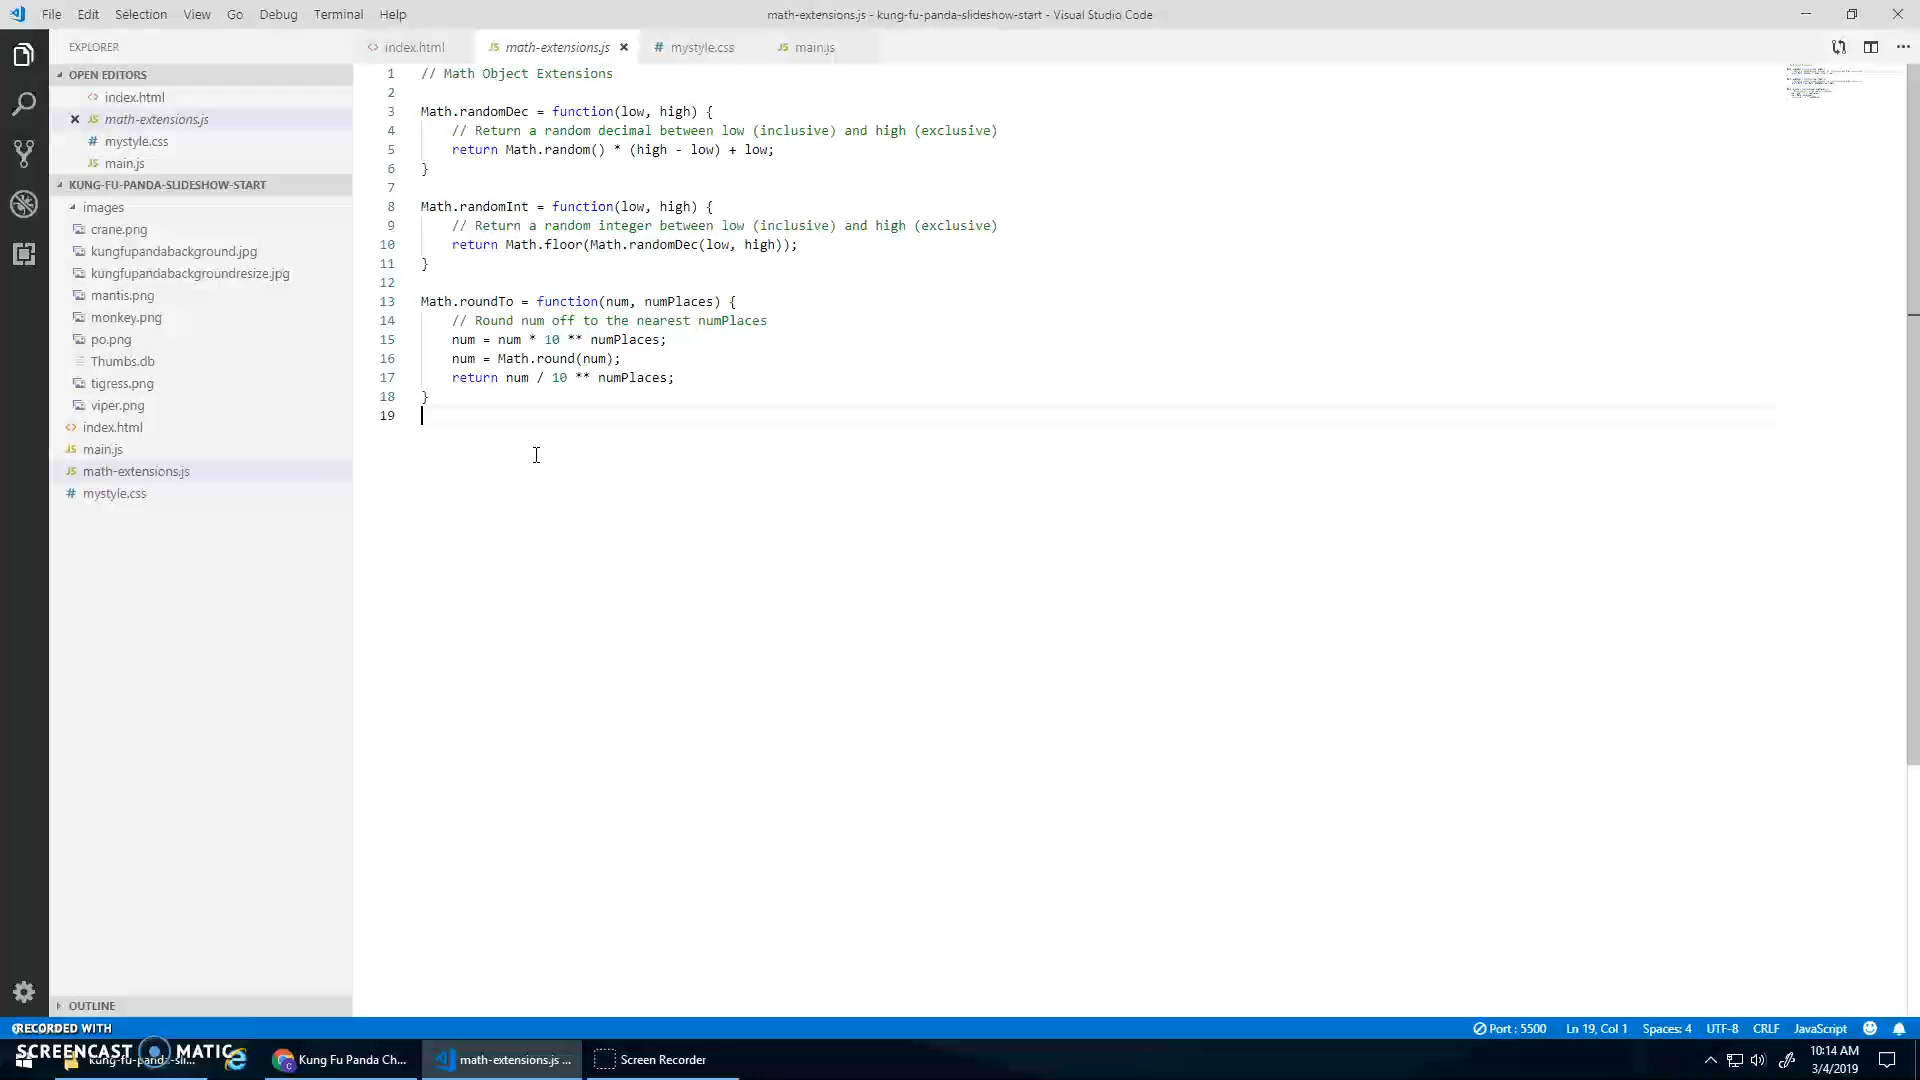 File Edit Selection View Go Debug Terminal Help
math-extensions.js - kung-fu-panda-slideshow-start - Visual Studio Code
EXPLORER
OPEN EDITORS
index.html
math-extensions.js
mystyle.css
main.js
KUNG-FU-PANDA-SLIDESHOW-START
images
crane.png
kungfupandabackground.jpg
kungfupandabackgroundresize.jpg
mantis.png
monkey.png
po.png
Thumbs.db
tigress.png
viper.png
index.html
main.js
math-extensions.js
mystyle.css
OUTLINE
index.html math-extensions.js mystyle.css main.js
1 // Math Object Extensions
2
3 Math.randomDec = function(low, high) {
4 // Return a random decimal between low (inclusive) and high (exclusive)
5 return Math.random() * (high - low) + low;
6 }
7
8 Math.randomInt = function(low, high) {
9 // Return a random integer between low (inclusive) and high (exclusive)
10 return Math.floor(Math.randomDec(low, high));
11 }
12
13 Math.roundTo = function(num, numPlaces) {
14 // Round num off to the nearest numPlaces
15 num = num * 10 ** numPlaces;
16 num = Math.round(num);
17 return num / 10 ** numPlaces;
18 }
19
Port : 5500 Ln 19, Col 1 Spaces: 4 UTF-8 CRLF JavaScript
RECORDED WITH
SCREENCAST MATIC
Kung Fu Panda Ch... math-extensions.js ... Screen Recorder
10:14 AM
3/4/2019